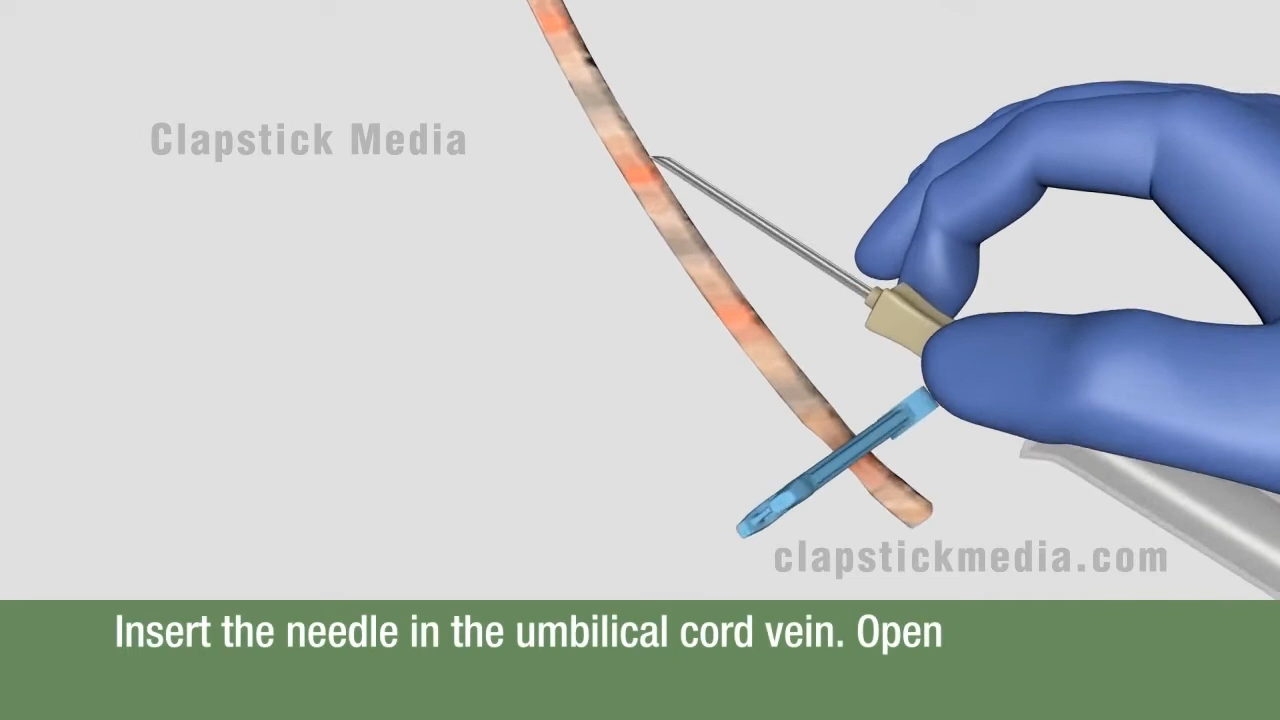 Clapstick Media
clapstickmedia.com
Insert the needle in the umbilical cord vein. Open